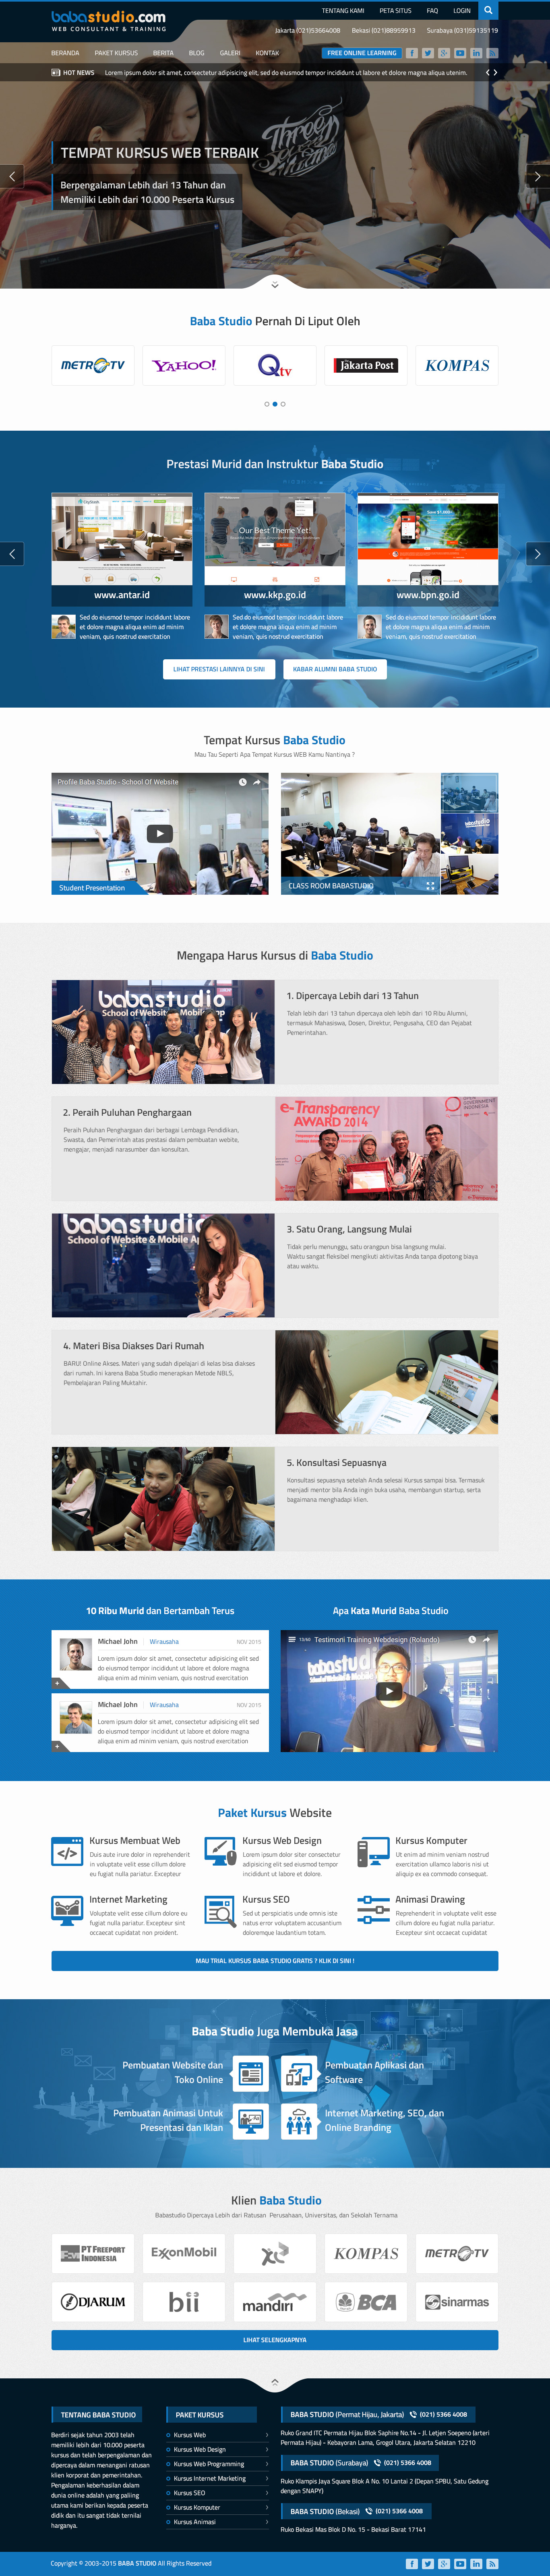 babastudio.com
WEB CONSULTANT & TRAINING
TENTANG KAMI PETA SITUS FAQ LOGIN
Jakarta (021)53664008 Bekasi (021)88959913 Surabaya (031)59135119
BERANDA PAKET KURSUS BERITA BLOG GALERI KONTAK FREE ONLINE LEARNING
HOT NEWS Lorem ipsum dolor sit amet, consectetur adipisicing elit, sed do eiusmod tempor incididunt ut labore et dolore magna aliqua utenim.
TEMPAT KURSUS WEB TERBAIK
Berpengalaman Lebih dari 13 Tahun dan
Memiliki Lebih dari 10.000 Peserta Kursus
Baba Studio Pernah Di Liput Oleh
METRO TV YAHOO! Qtv The Jakarta Post KOMPAS
Prestasi Murid dan Instruktur Baba Studio
Our Best Theme Yet!
www.antar.id www.kkp.go.id www.bpn.go.id
Sed do eiusmod tempor incididunt labore
et dolore magna aliqua enim ad minim
veniam, quis nostrud exercitation
Sed do eiusmod tempor incididunt labore
et dolore magna aliqua enim ad minim
veniam, quis nostrud exercitation
Sed do eiusmod tempor incididunt labore
et dolore magna aliqua enim ad minim
veniam, quis nostrud exercitation
LIHAT PRESTASI LAINNYA DI SINI KABAR ALUMNI BABA STUDIO
Tempat Kursus Baba Studio
Mau Tau Seperti Apa Tempat Kursus WEB Kamu Nantinya ?
Profile Baba Studio - School Of Website
Student Presentation
CLASS ROOM BABASTUDIO
Mengapa Harus Kursus di Baba Studio
babastudio
School of Website & Mobile App
1. Dipercaya Lebih dari 13 Tahun
Telah lebih dari 13 tahun dipercaya oleh lebih dari 10 Ribu Alumni,
termasuk Mahasiswa, Dosen, Direktur, Pengusaha, CEO dan Pejabat
Pemerintahan.
2. Peraih Puluhan Penghargaan
Peraih Puluhan Penghargaan dari berbagai Lembaga Pendidikan,
Swasta, dan Pemerintah atas prestasi dalam pembuatan webite,
mengajar, menjadi narasumber dan konsultan.
e-Transparency
AWARD 2014
babastudio
School of Website & Mobile Ap
3. Satu Orang, Langsung Mulai
Tidak perlu menunggu, satu orangpun bisa langsung mulai.
Waktu sangat fleksibel mengikuti aktivitas Anda tanpa dipotong biaya
atau waktu.
4. Materi Bisa Diakses Dari Rumah
BARU! Online Akses. Materi yang sudah dipelajari di kelas bisa diakses
dari rumah. Ini karena Baba Studio menerapkan Metode NBLS,
Pembelajaran Paling Muktahir.
5. Konsultasi Sepuasnya
Konsultasi sepuasnya setelah Anda selesai Kursus sampai bisa. Termasuk
menjadi mentor bila Anda ingin buka usaha, membangun startup, serta
bagaimana menghadapi klien.
10 Ribu Murid dan Bertambah Terus
Apa Kata Murid Baba Studio
Michael John Wirausaha NOV 2015
Lorem ipsum dolor sit amet, consectetur adipisicing elit sed
do eiusmod tempor incididunt ut labore et dolore magna
aliqua enim ad minim veniam, quis nostrud exercitation
Michael John Wirausaha NOV 2015
Lorem ipsum dolor sit amet, consectetur adipisicing elit sed
do eiusmod tempor incididunt ut labore et dolore magna
aliqua enim ad minim veniam, quis nostrud exercitation
13/60 Testimoni Training Webdesign (Rolando)
Paket Kursus Website
Kursus Membuat Web
Duis aute irure dolor in reprehenderit
in voluptate velit esse cillum dolore
eu fugiat nulla pariatur. Excepteur
Kursus Web Design
Lorem ipsum dolor siter consectetur
adipisicing elit sed eiusmod tempor
incididunt ut labore et dolore.
Kursus Komputer
Ut enim ad minim veniam nostrud
exercitation ullamco laboris nisi ut
aliquip ex ea commodo consequat.
Internet Marketing
Voluptate velit esse cillum dolore eu
fugiat nulla pariatur. Excepteur sint
occaecat cupidatat non proident.
Kursus SEO
Sed ut perspiciatis unde omnis iste
natus error voluptatem accusantium
doloremque laudantium totam.
Animasi Drawing
Reprehenderit in voluptate velit esse
cillum dolore eu fugiat nulla pariatur.
Excepteur sint occaecat cupidatat
MAU TRIAL KURSUS BABA STUDIO GRATIS ? KLIK DI SINI !
Baba Studio Juga Membuka Jasa
Pembuatan Website dan
Toko Online
Pembuatan Aplikasi dan
Software
Pembuatan Animasi Untuk
Presentasi dan Iklan
Internet Marketing, SEO, dan
Online Branding
Klien Baba Studio
Babastudio Dipercaya Lebih dari Ratusan Perusahaan, Universitas, dan Sekolah Ternama
PT FREEPORT INDONESIA ExxonMobil XL KOMPAS METRO TV
DJARUM bii mandiri BCA sinarmas
LIHAT SELENGKAPNYA
TENTANG BABA STUDIO
Berdiri sejak tahun 2003 telah
memiliki lebih dari 10.000 peserta
kursus dan telah berpengalaman dan
dipercaya dalam menangani ratusan
klien korporat dan pemerintahan.
Pengalaman keberhasilan dalam
dunia online adalah yang paling
utama kami berikan kepada peserta
didik dan itu sangat tidak ternilai
harganya.
PAKET KURSUS
Kursus Web
Kursus Web Design
Kursus Web Programming
Kursus Internet Marketing
Kursus SEO
Kursus Komputer
Kursus Animasi
BABA STUDIO (Permat Hijau, Jakarta) (021) 5366 4008
Ruko Grand ITC Permata Hijau Blok Saphire No.14 - Jl. Letjen Soepeno (arteri
Permata Hijau) - Kebayoran Lama, Grogol Utara, Jakarta Selatan 12210
BABA STUDIO (Surabaya) (021) 5366 4008
Ruko Klampis Jaya Square Blok A No. 10 Lantai 2 (Depan SPBU, Satu Gedung
dengan SNAPY)
BABA STUDIO (Bekasi) (021) 5366 4008
Ruko Bekasi Mas Blok D No. 15 - Bekasi Barat 17141
Copyright © 2003-2015 BABA STUDIO All Rights Reserved